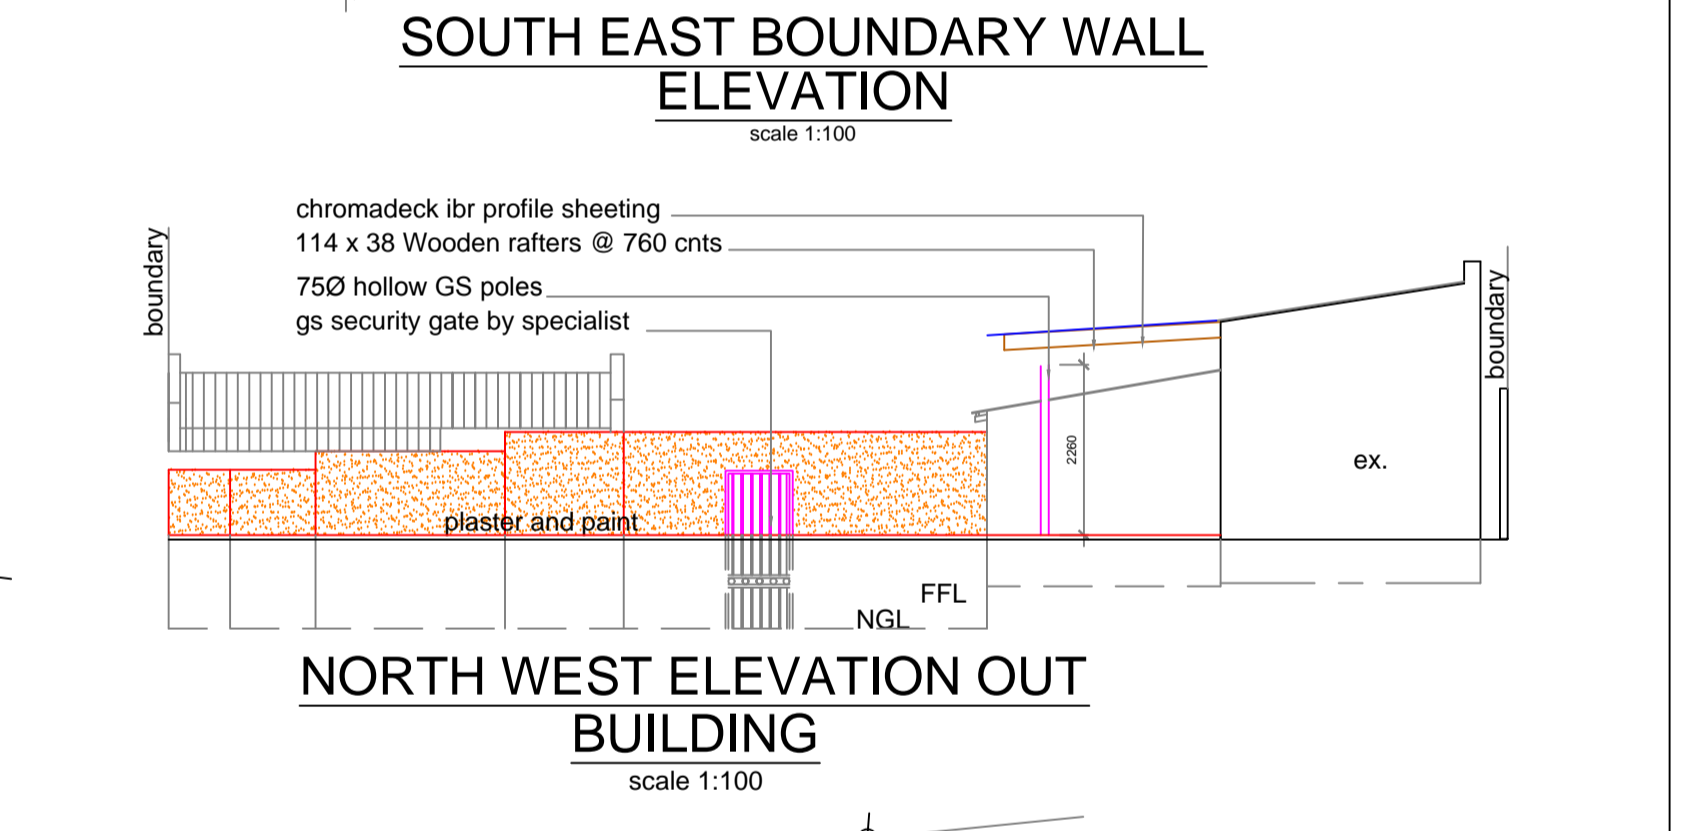 SOUTH EAST BOUNDARY WALL
ELEVATION
scale 1:100
chromadeck ibr profile sheeting
114 x 38 Wooden rafters @ 760 cnts
75Ø hollow GS poles
gs security gate by specialist
boundary
boundary
2260
ex.
plaster and paint
FFL
NGL
NORTH WEST ELEVATION OUT
BUILDING
scale 1:100